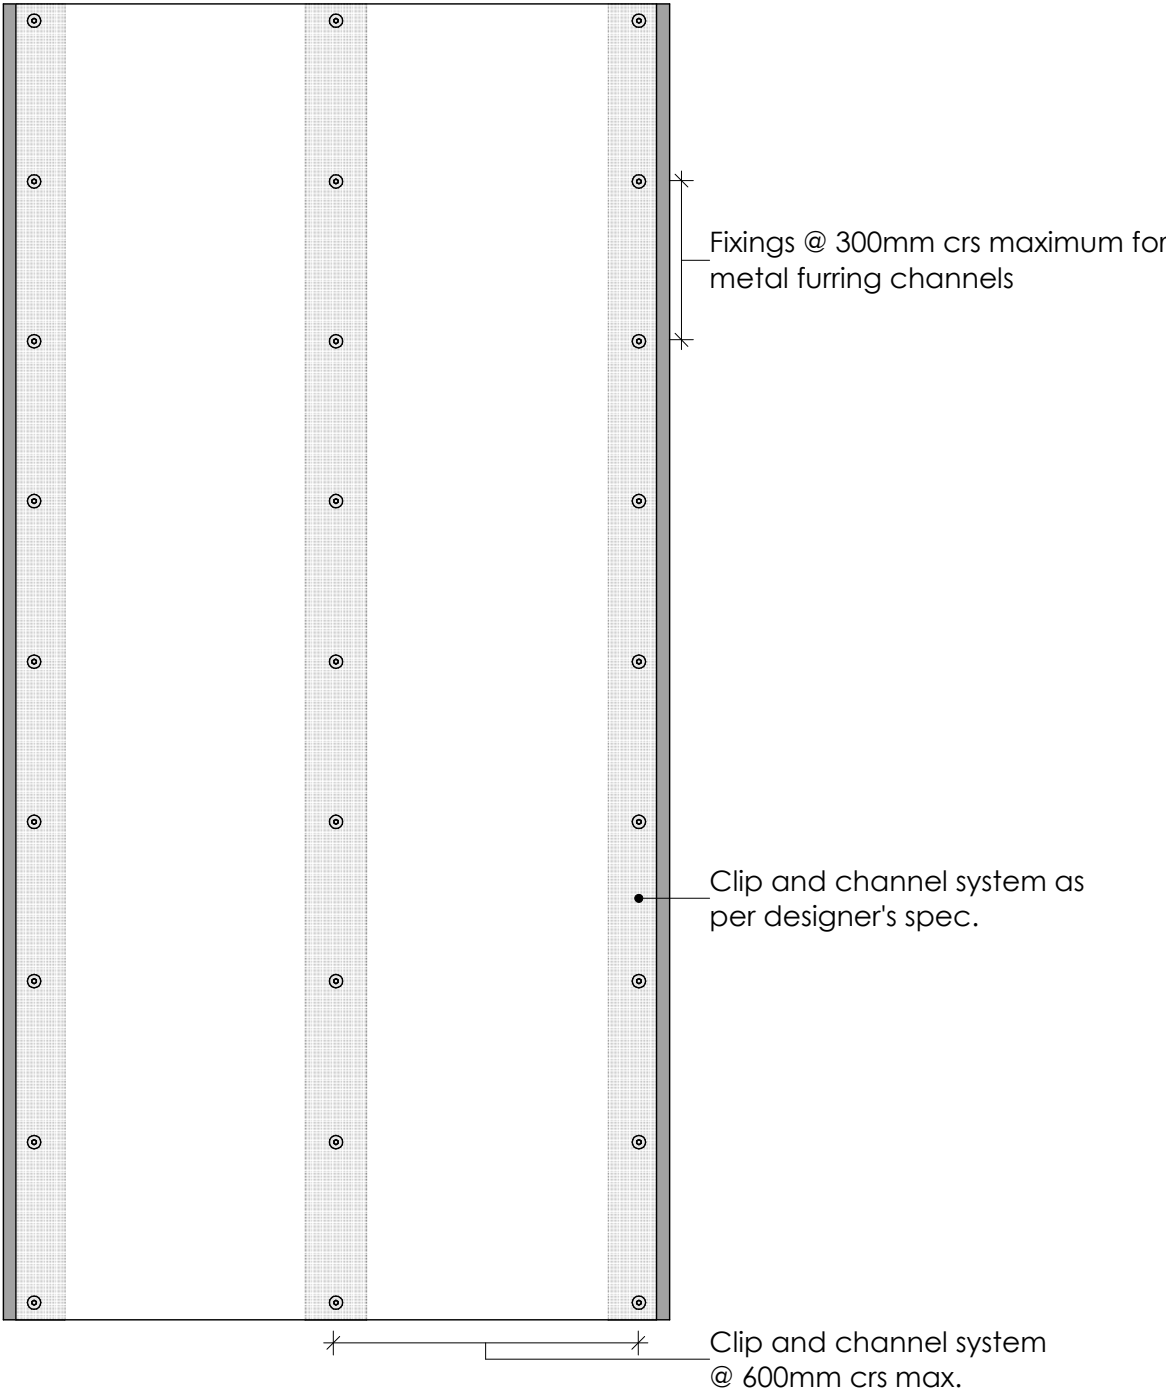 Fixings @ 300mm crs maximum for
metal furring channels
Clip and channel system as
per designer's spec.
Clip and channel system
@ 600mm crs max.